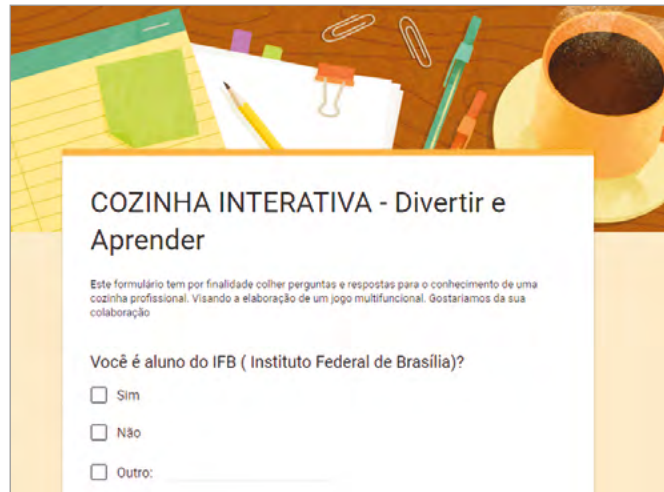 COZINHA INTERATIVA - Divertir e
Aprender
Este formulário tem por finalidade colher perguntas e respostas para o conhecimento de uma
cozinha profissional. Visando a elaboração de um jogo multifuncional. Gostariamos da sua
colaboração
Você é aluno do IFB ( Instituto Federal de Brasília)?
Sim
Não
Outro: